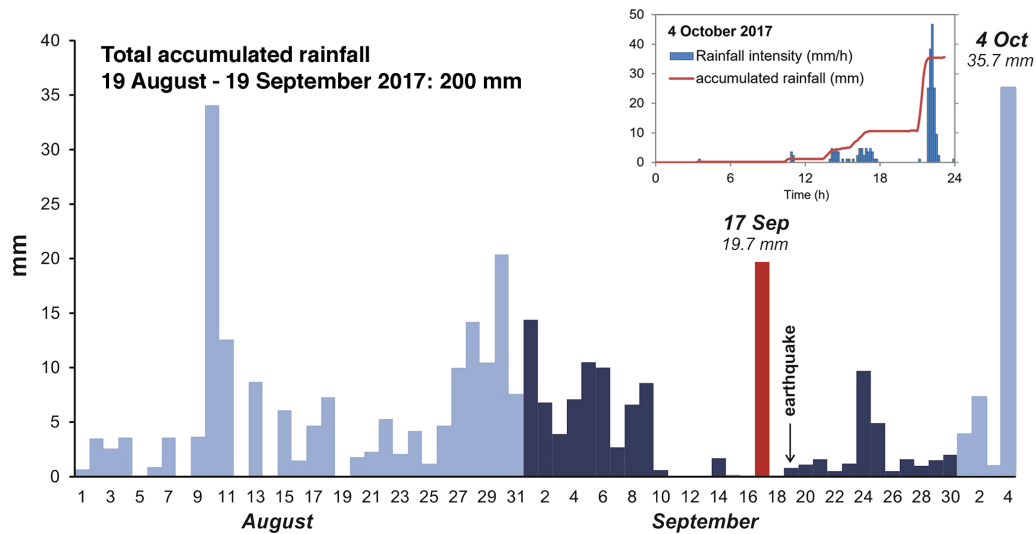 Total accumulated rainfall
19 August - 19 September 2017: 200 mm
4 October 2017
Rainfall intensity (mm/h)
accumulated rainfall (mm)
50
40
30
20
10
0
0 6 12 18 24
Time (h)
4 Oct
35.7 mm
17 Sep
19.7 mm
earthquake
mm
40
35
30
25
20
15
10
5
0
1 3 5 7 9 11 13 15 17 19 21 23 25 27 29 31 2 4 6 8 10 12 14 16 18 20 22 24 26 28 30 2 4
August September